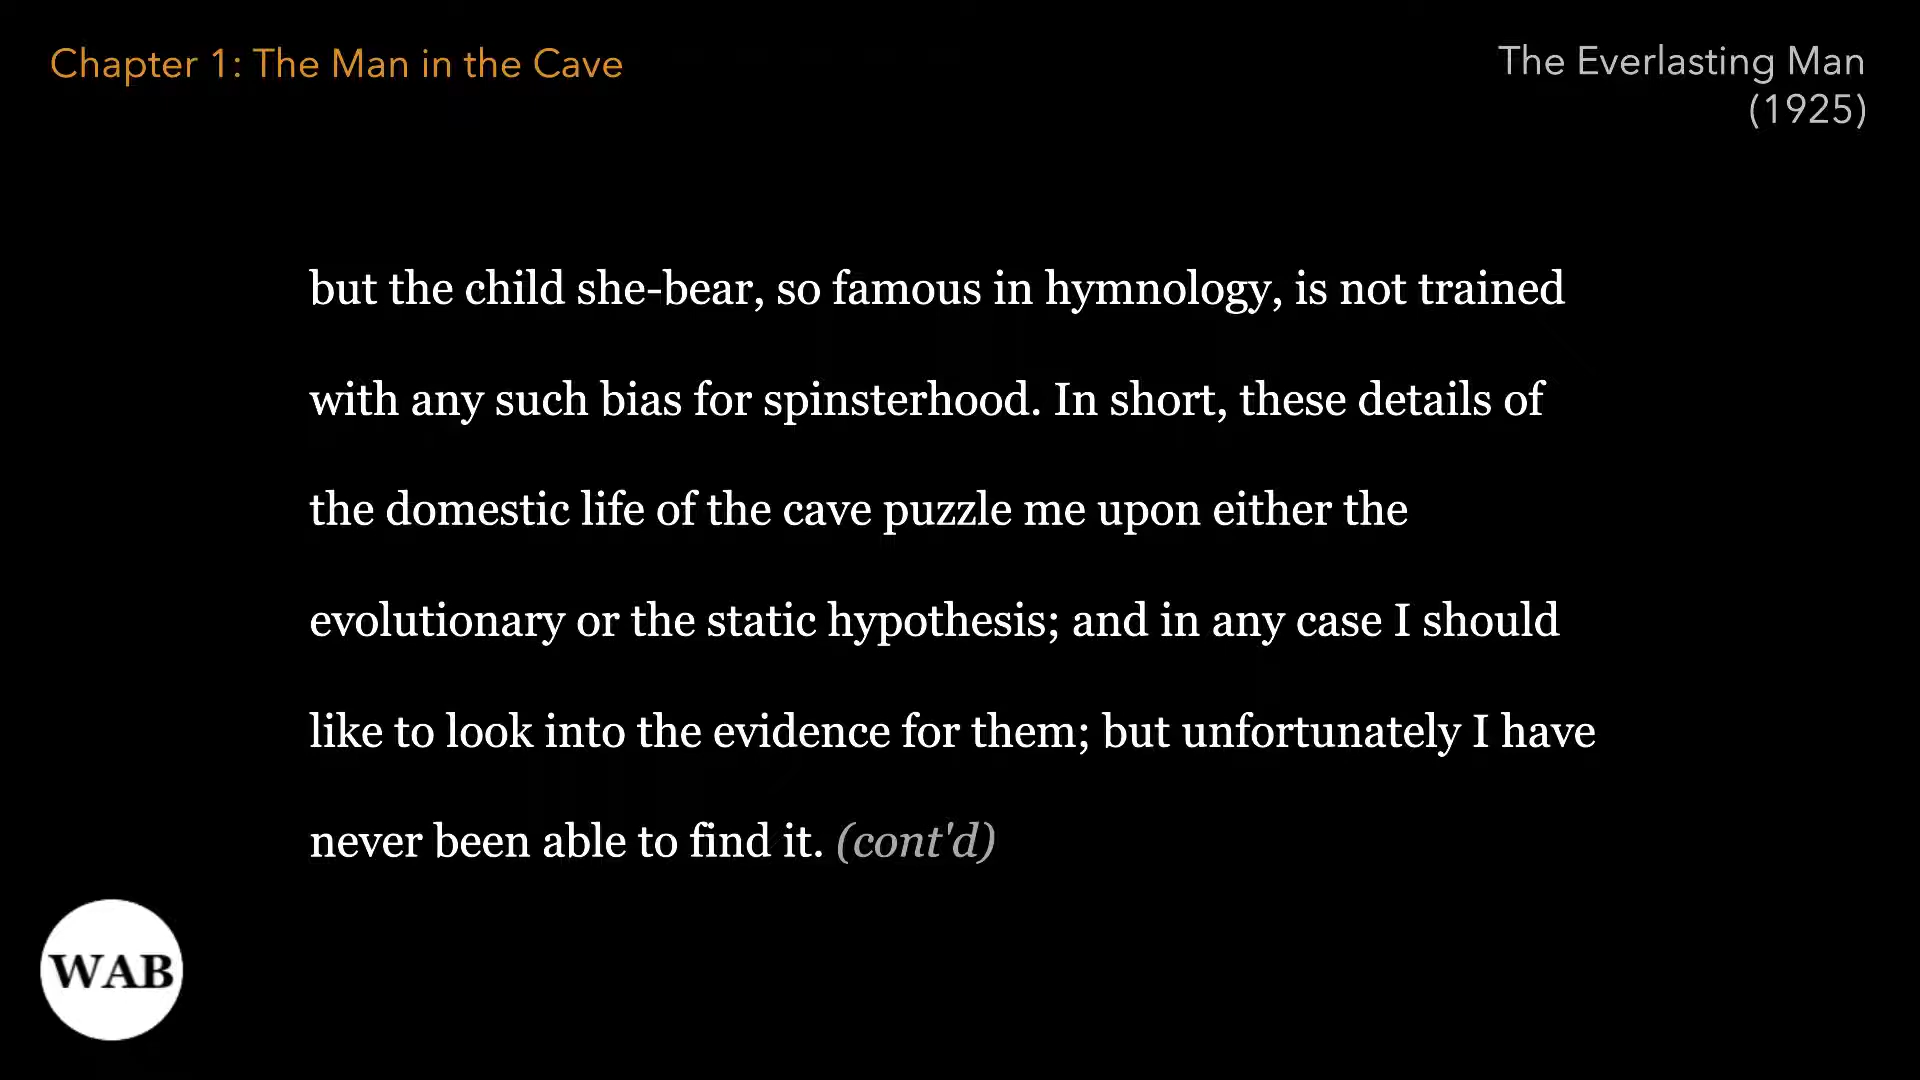 Chapter 1: The Man in the Cave
The Everlasting Man
(1925)
but the child she-bear, so famous in hymnology, is not trained
with any such bias for spinsterhood. In short, these details of
the domestic life of the cave puzzle me upon either the
evolutionary or the static hypothesis; and in any case I should
like to look into the evidence for them; but unfortunately I have
never been able to find it. (cont'd)
WAB